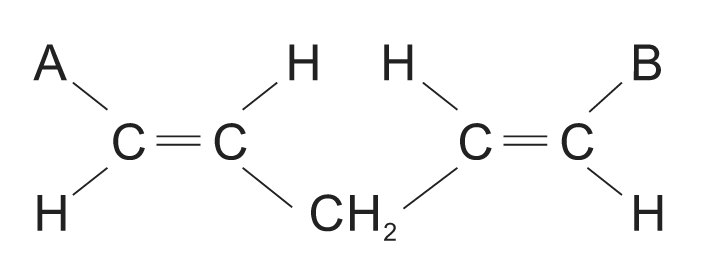 A H H B
C=C C=C
H CH₂ H